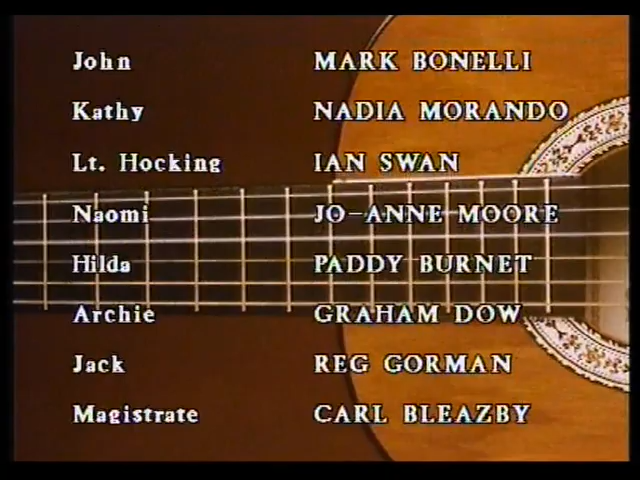 John MARK BONELLI
Kathy NADIA MORANDO
Lt. Hocking IAN SWAN
Naomi JO-ANNE MOORE
Hilda PADDY BURNET
Archie GRAHAM DOW
Jack REG GORMAN
Magistrate CARL BLEAZBY